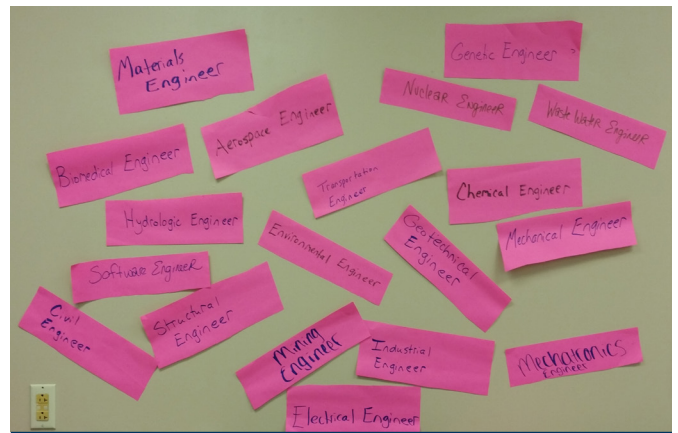 Materials
Engineer
Genetic Engineer
Nuclear Engineer
Waste Water Engineer
Aerospace Engineer
Biomedical Engineer
Transportation
Engineer
Chemical Engineer
Hydrologic Engineer
Environmental Engineer
Geotechnical
Engineer
Mechanical Engineer
Software Engineer
Structural
Engineer
Civil
Engineer
Mining
Engineer
Industrial
Engineer
Mechatronics
Engineer
Electrical Engineer